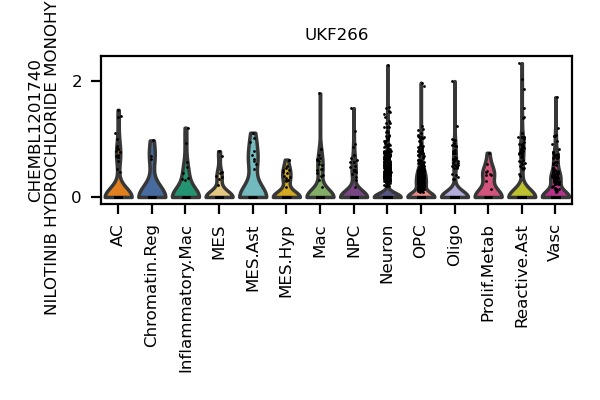 UKF266
CHEMBL1201740
NILOTINIB HYDROCHLORIDE MONOHY
2
0
AC
Chromatin.Reg
Inflammatory.Mac
MES
MES.Ast
MES.Hyp
Mac
NPC
Neuron
OPC
Oligo
Prolif.Metab
Reactive.Ast
Vasc